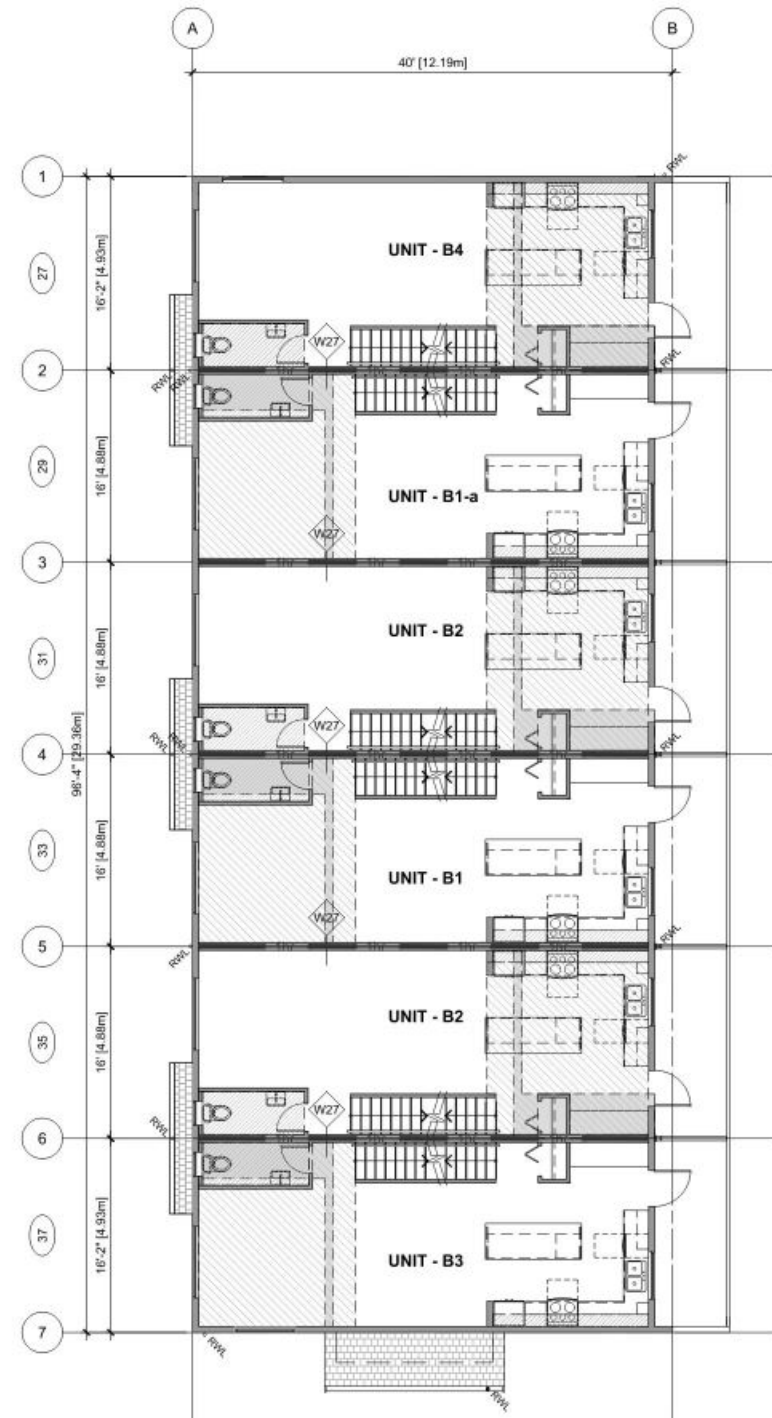 A
B
40' [12.19m]
RWL
1
27
16'-2" [4.93m]
UNIT - B4
W27
RWL
RWL
RWL
2
29
16' [4.88m]
UNIT - B1-a
W27
3
31
16' [4.88m]
UNIT - B2
W27
RWL
RWL
RWL
4
96'-4" [29.36m]
33
16' [4.88m]
UNIT - B1
W27
5
RWL
RWL
35
16' [4.88m]
UNIT - B2
W27
RWL
6
37
16'-2" [4.93m]
UNIT - B3
7
RWL
RWL